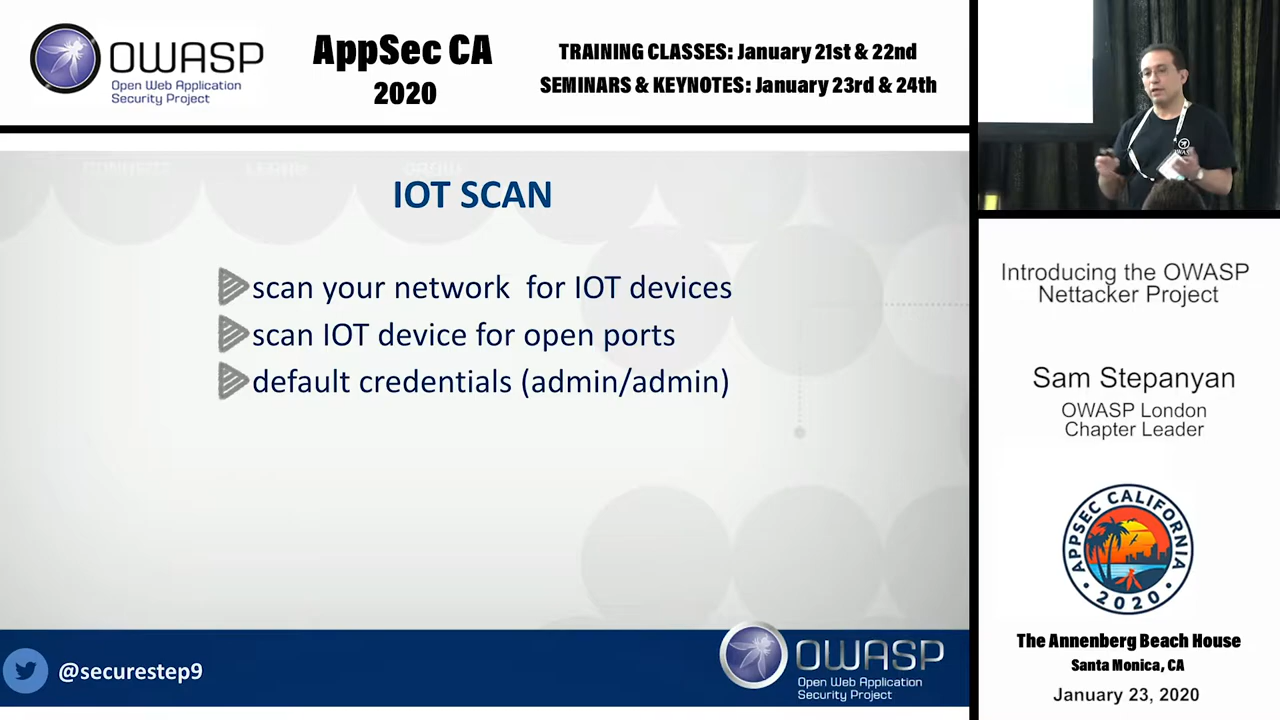 OWASP
Open Web Application
Security Project
AppSec CA
2020
TRAINING CLASSES: January 21st & 22nd
SEMINARS & KEYNOTES: January 23rd & 24th
IOT SCAN
scan your network for IOT devices
scan IOT device for open ports
default credentials (admin/admin)
@securestep9
OWASP
Open Web Application
Security Project
Introducing the OWASP
Nettacker Project
Sam Stepanyan
OWASP London
Chapter Leader
APPSEC CALIFORNIA
• 2020 •
The Annenberg Beach House
Santa Monica, CA
January 23, 2020